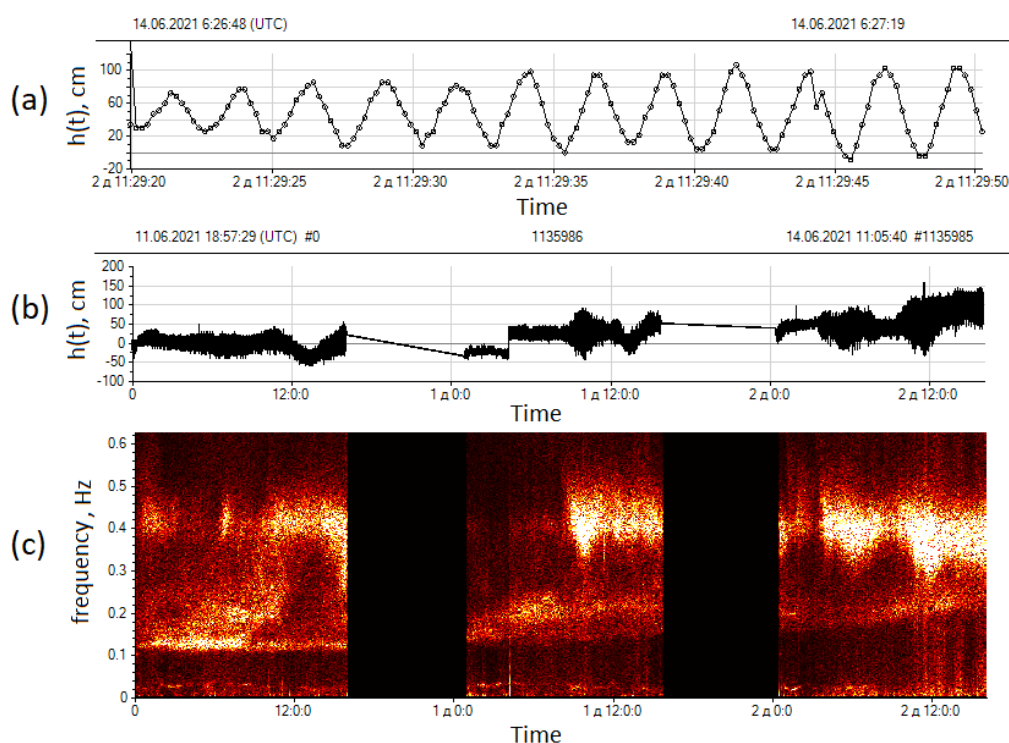 14.06.2021 6:26:48 (UTC) 14.06.2021 6:27:19
(a)
h(t), cm
100
60
20
-20
2 д 11:29:20 2 д 11:29:25 2 д 11:29:30 2 д 11:29:35 2 д 11:29:40 2 д 11:29:45 2 д 11:29:50
Time
11.06.2021 18:57:29 (UTC) #0 1135986 14.06.2021 11:05:40 #1135985
(b)
h(t), cm
200
150
100
50
0
-50
-100
0 12:0:0 1 д 0:0 1 д 12:0:0 2 д 0:0 2 д 12:0:0
Time
(c)
frequency , Hz
0.6
0.5
0.4
0.3
0.2
0.1
0
0 12:0:0 1 д 0:0 1 д 12:0:0 2 д 0:0 2 д 12:0:0
Time